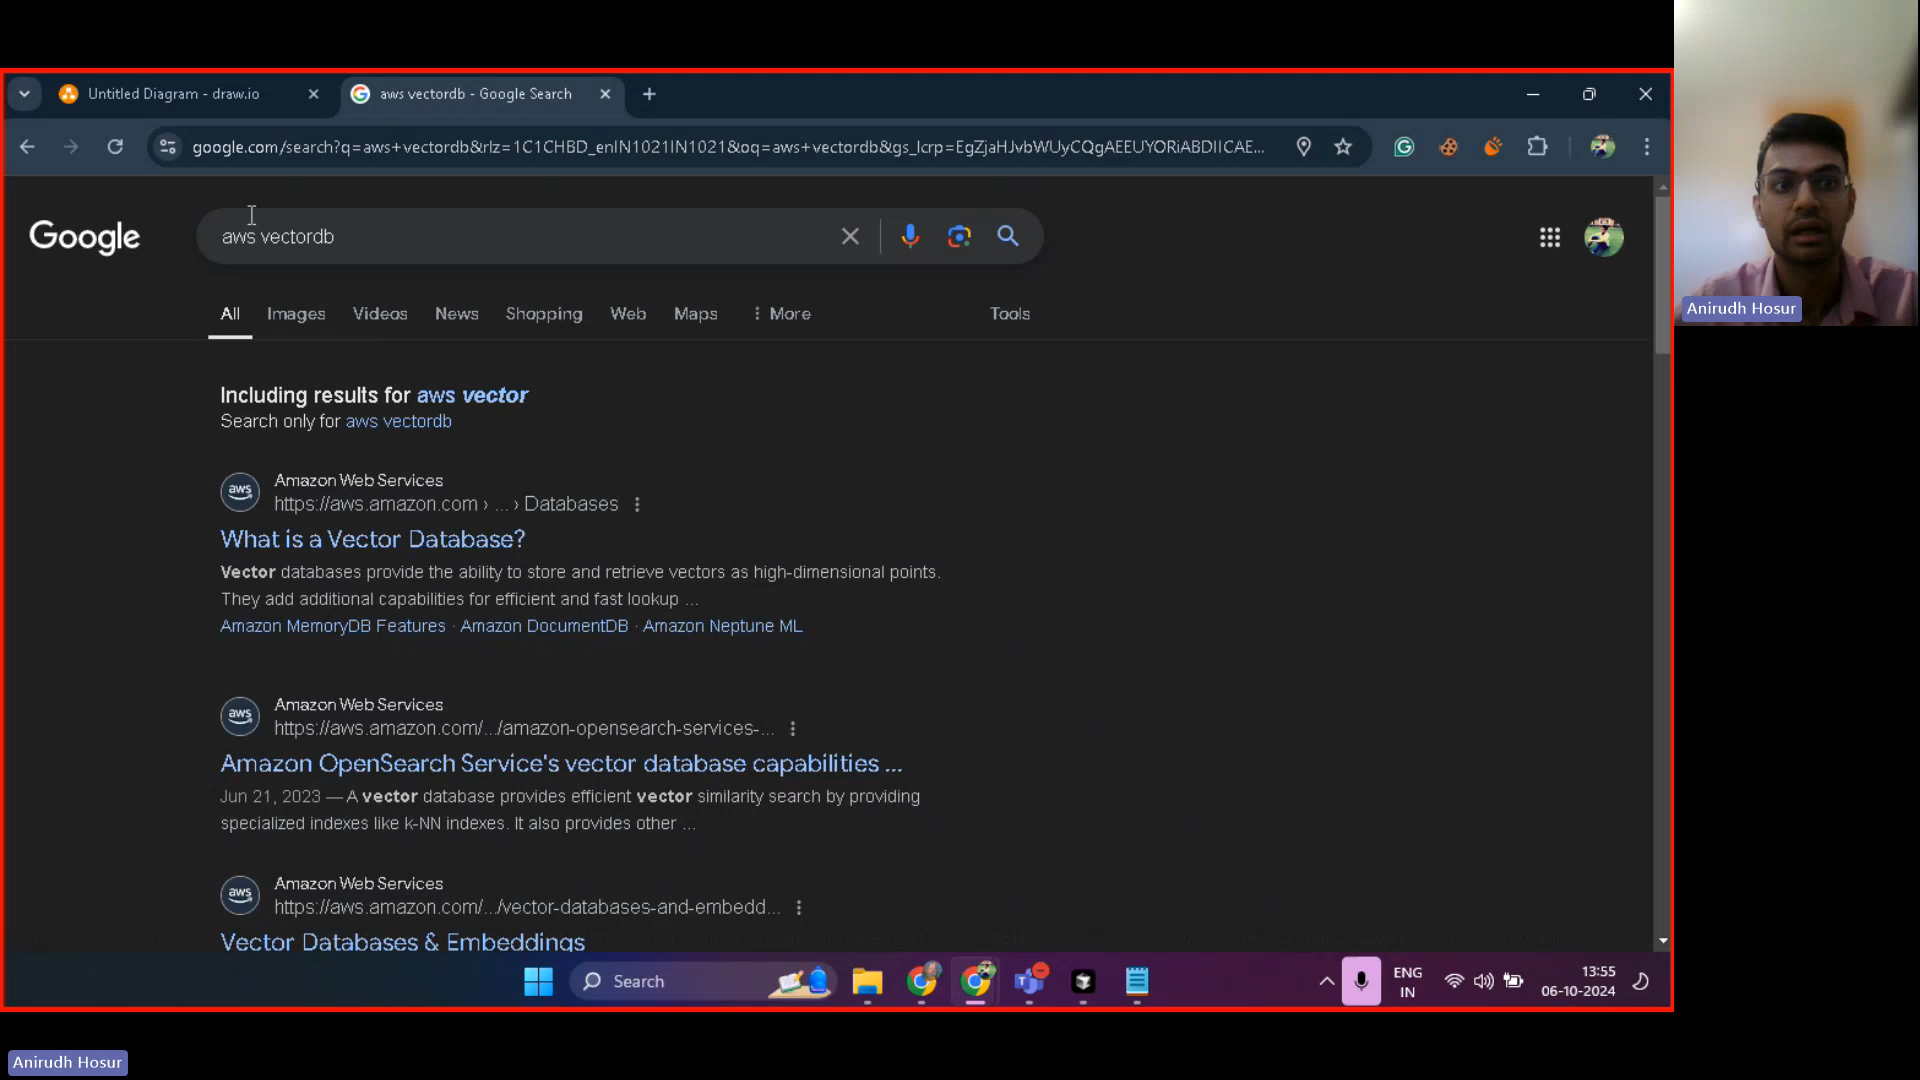 Untitled Diagram - draw.io
aws vectordb - Google Search
google.com/search?q=aws+vectordb&rlz=1C1CHBD_enIN1021IN1021&oq=aws+vectordb&gs_lcrp=EgZjaHJvbWUyCQgAEEUYORiABDIICAE...
Google
aws vectordb
All
Images
Videos
News
Shopping
Web
Maps
More
Tools
Including results for aws vector
Search only for aws vectordb
aws
Amazon Web Services
https://aws.amazon.com › ... › Databases
What is a Vector Database?
Vector databases provide the ability to store and retrieve vectors as high-dimensional points.
They add additional capabilities for efficient and fast lookup ...
Amazon MemoryDB Features · Amazon DocumentDB · Amazon Neptune ML
aws
Amazon Web Services
https://aws.amazon.com/.../amazon-opensearch-services-...
Amazon OpenSearch Service's vector database capabilities ...
Jun 21, 2023 — A vector database provides efficient vector similarity search by providing
specialized indexes like k-NN indexes. It also provides other ...
aws
Amazon Web Services
https://aws.amazon.com/.../vector-databases-and-embedd...
Vector Databases & Embeddings
Search
ENG
IN
13:55
06-10-2024
Anirudh Hosur
Anirudh Hosur